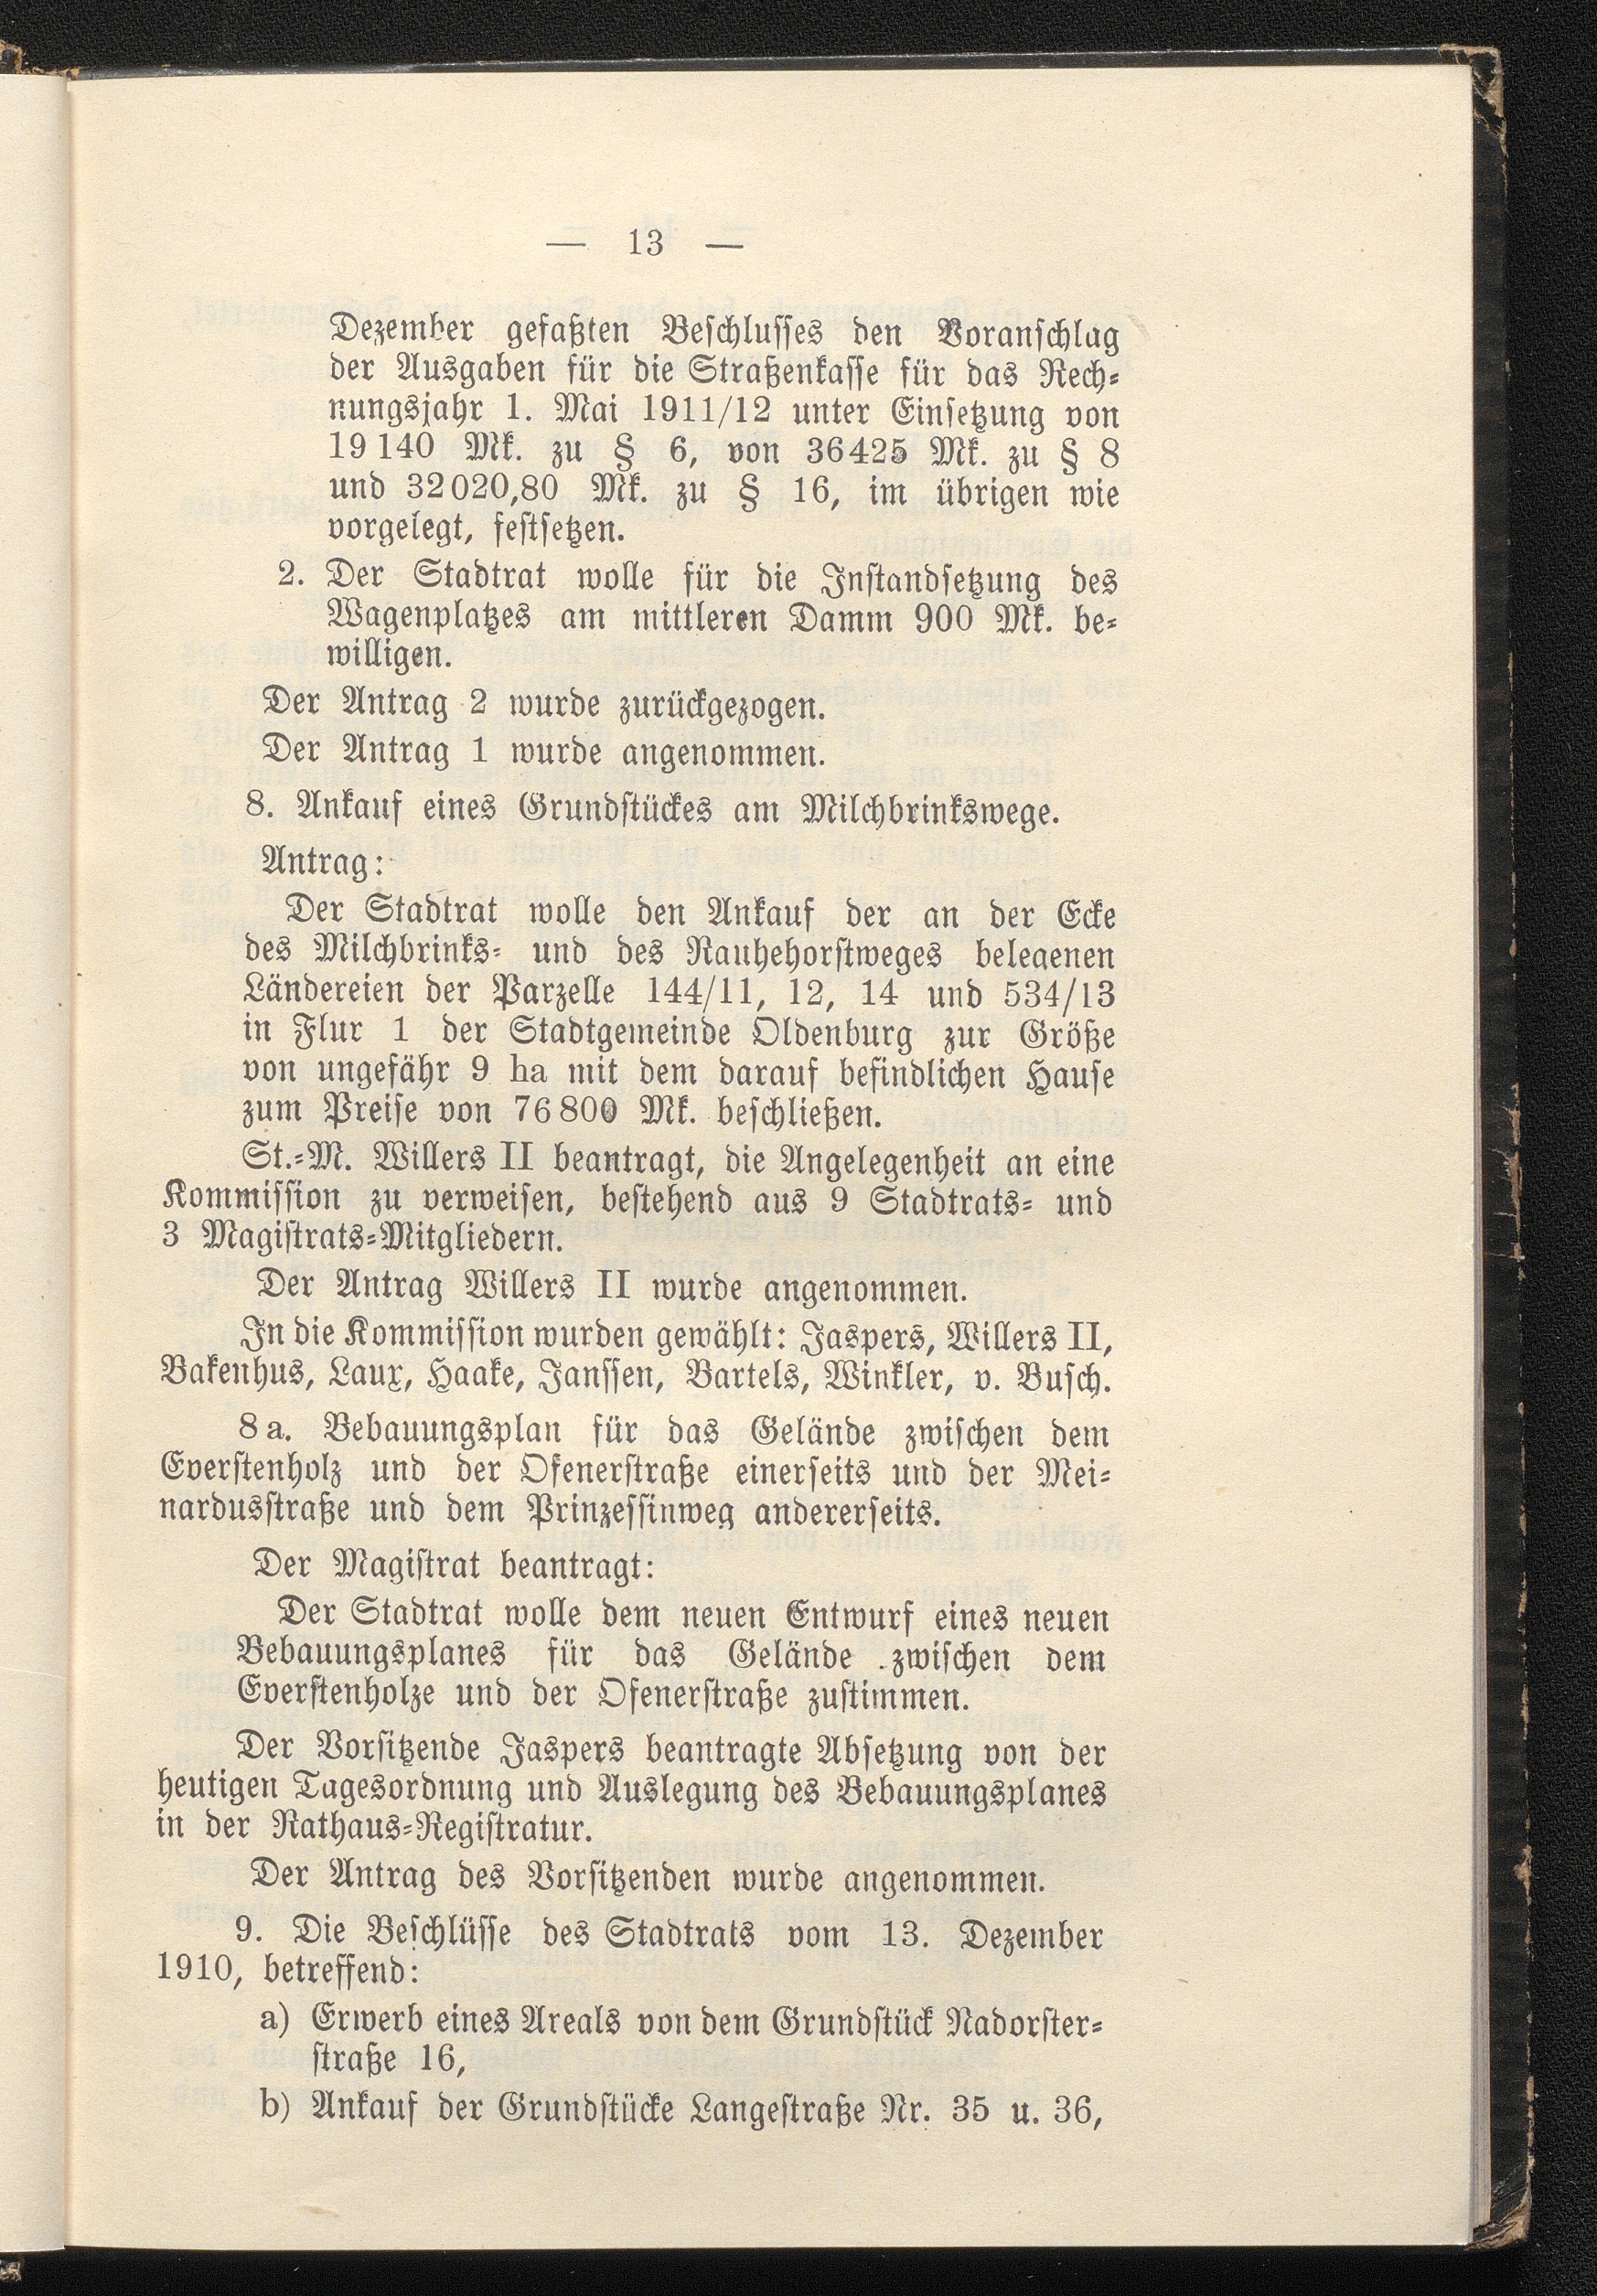 — 13 —
Dezember gefaßten Beschlusses den Voranschlag
der Ausgaben für die Straßenkasse für das Rech-
nungsjahr 1. Mai 1911/12 unter Einsetzung von
19140 Mk. zu § 6, von 36425 Mk. zu § 8
und 32020,80 Mk. zu § 16, im übrigen wie
vorgelegt, festsetzen.
2. Der Stadtrat wolle für die Instandsetzung des
Wagenplatzes am mittleren Damm 900 Mk. be-
willigen.
Der Antrag 2 wurde zurückgezogen.
Der Antrag 1 wurde angenommen.
8. Ankauf eines Grundstückes am Milchbrinkswege.
Antrag:
Der Stadtrat wolle den Ankauf der an der Ecke
des Milchbrinks- und des Rauhehorstweges belegenen
Ländereien der Parzelle 144/11, 12, 14 und 534/13
in Flur 1 der Stadtgemeinde Oldenburg zur Größe
von ungefähr 9 ha mit dem darauf befindlichen Hause
zum Preise von 76800 Mk. beschließen.
St.-M. Willers II beantragt, die Angelegenheit an eine
Kommission zu verweisen, bestehend aus 9 Stadtrats- und
3 Magistrats-Mitgliedern.
Der Antrag Willers II wurde angenommen.
In die Kommission wurden gewählt: Jaspers, Willers II,
Bakenhus, Laux, Haake, Janssen, Bartels, Winkler, v. Busch.
8a. Bebauungsplan für das Gelände zwischen dem
Everstenholz und der Ofenerstraße einerseits und der Mei-
nardusstraße und dem Prinzessinweg andererseits.
Der Magistrat beantragt:
Der Stadtrat wolle dem neuen Entwurf eines neuen
Bebauungsplanes für das Gelände zwischen dem
Everstenholze und der Ofenerstraße zustimmen.
Der Vorsitzende Jaspers beantragte Absetzung von der
heutigen Tagesordnung und Auslegung des Bebauungsplanes
in der Rathaus-Registratur.
Der Antrag des Vorsitzenden wurde angenommen.
9. Die Beschlüsse des Stadtrats vom 13. Dezember
1910, betreffend:
a) Erwerb eines Areals von dem Grundstück Nadorster-
straße 16,
b) Ankauf der Grundstücke Langestraße Nr. 35 u. 36,